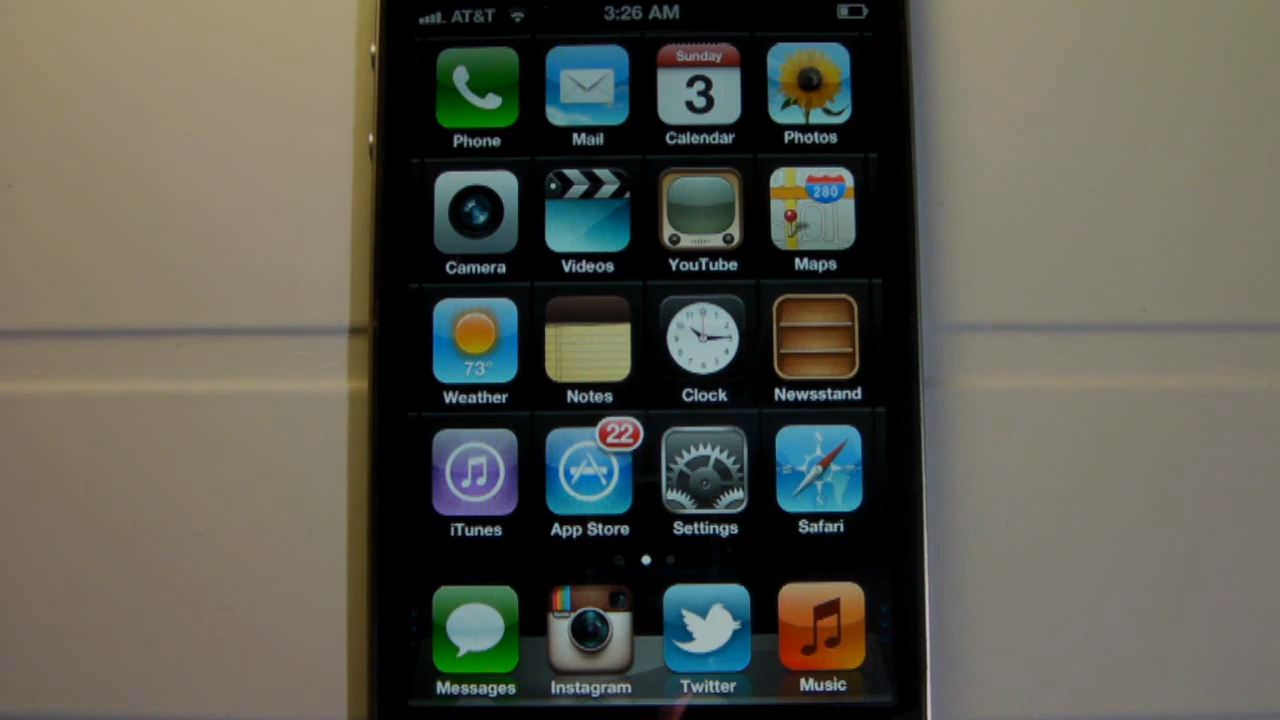 AT&T 3:26 AM
Sunday
3
Phone Mail Calendar Photos
280
Camera Videos YouTube Maps
73°
Weather Notes Clock Newsstand
22
iTunes App Store Settings Safari
Messages Instagram Twitter Music